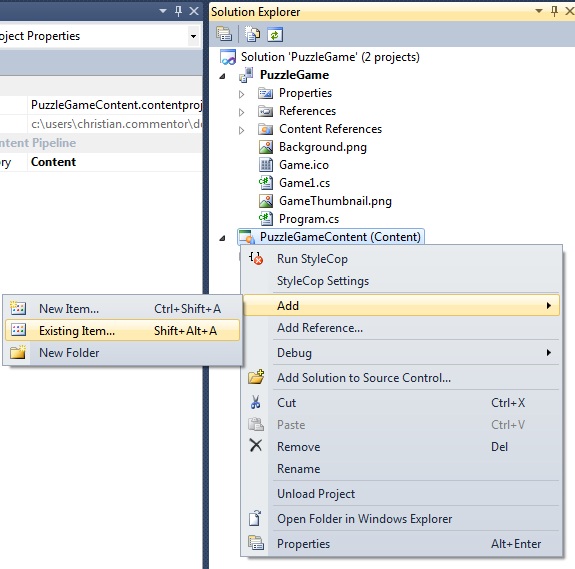 Solution Explorer
oject Properties
Solution 'PuzzleGame' (2 projects)
PuzzleGame
Properties
PuzzleGameContent.contentproj
References
c:\users\christian.commentor\d
Content References
ntent Pipeline
Background.png
ry Content
Game.ico
Game1.cs
GameThumbnail.png
Program.cs
PuzzleGameContent (Content)
Run StyleCop
StyleCop Settings
Add
New Item... Ctrl+Shift+A
Existing Item... Shift+Alt+A
New Folder
Add Reference...
Debug
Add Solution to Source Control...
Cut Ctrl+X
Paste Ctrl+V
Remove Del
Rename
Unload Project
Open Folder in Windows Explorer
Properties Alt+Enter